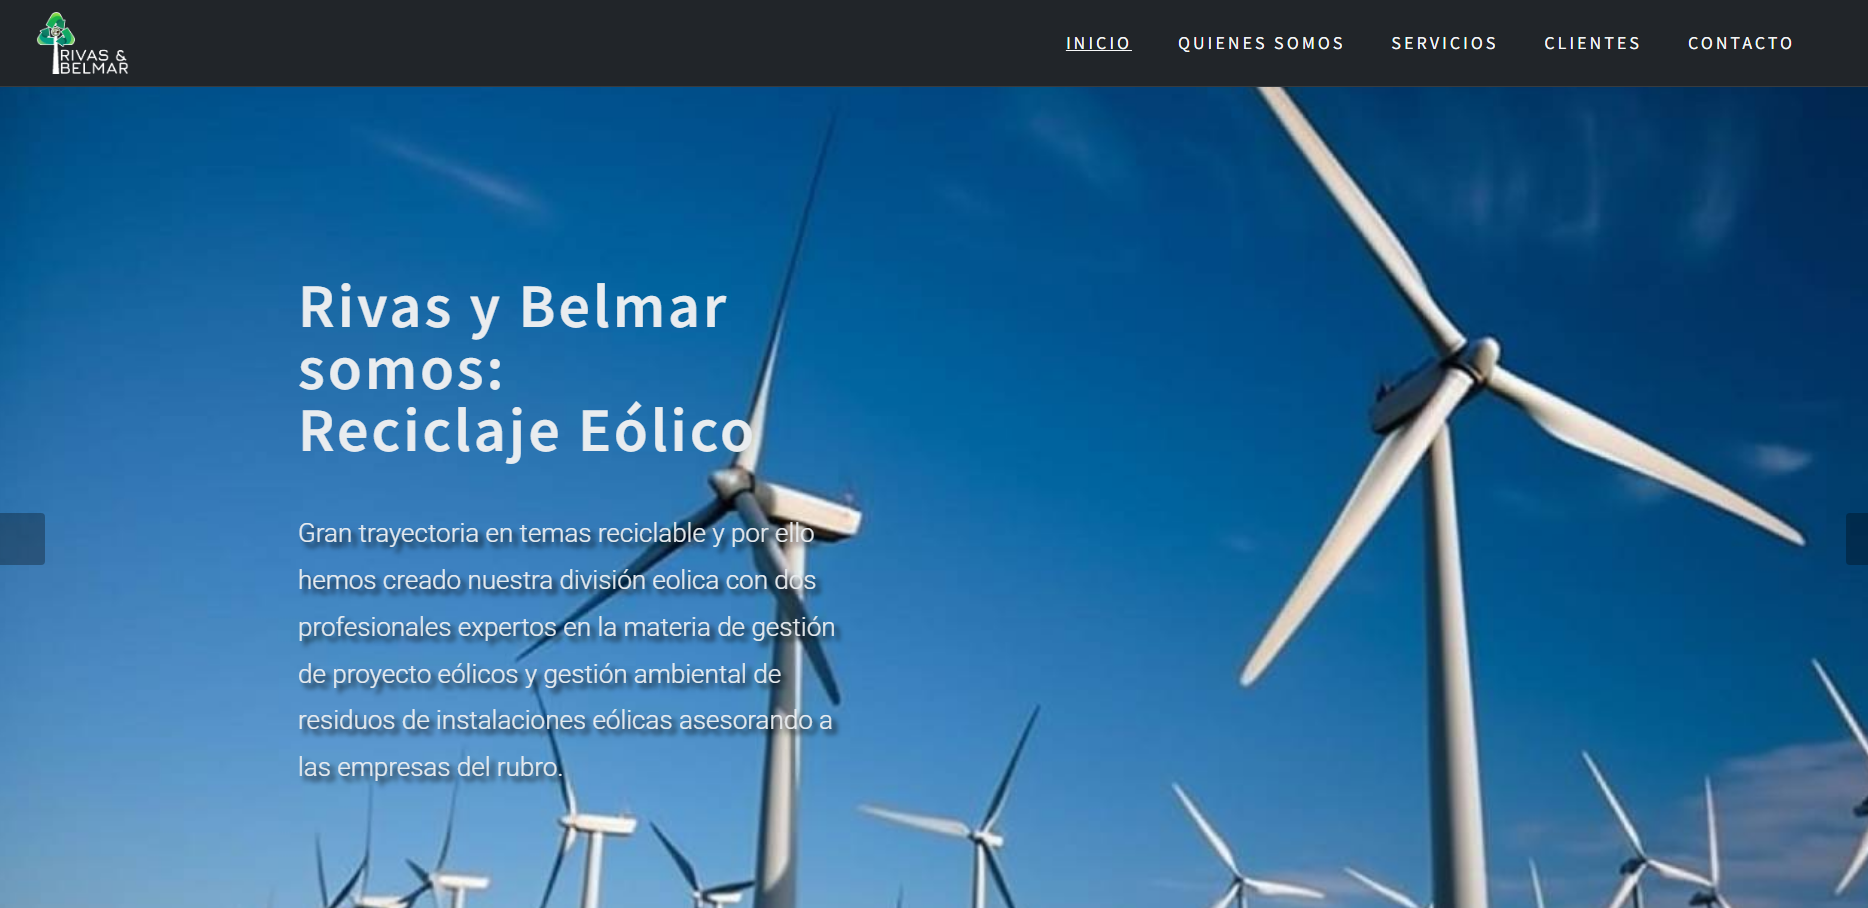 RIVAS &
BELMAR
INICIO QUIENES SOMOS SERVICIOS CLIENTES CONTACTO
Rivas y Belmar
somos:
Reciclaje Eólico
Gran trayectoria en temas reciclable y por ello
hemos creado nuestra división eolica con dos
profesionales expertos en la materia de gestión
de proyecto eólicos y gestión ambiental de
residuos de instalaciones eólicas asesorando a
las empresas del rubro.